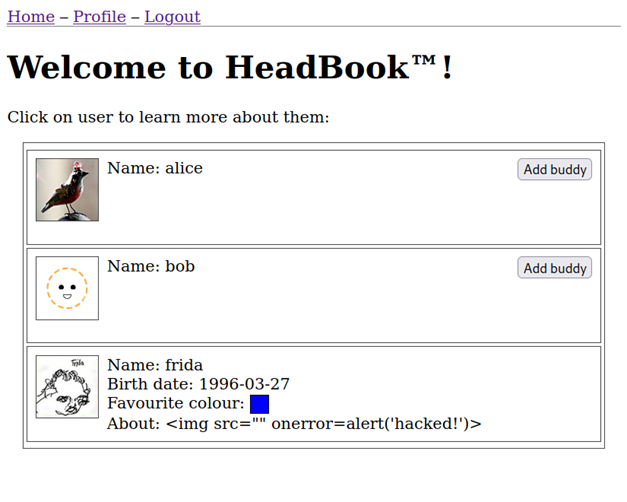 Home – Profile – Logout
Welcome to HeadBook™!
Click on user to learn more about them:
Name: alice
Add buddy
Name: bob
Add buddy
Frida
Name: frida
Birth date: 1996-03-27
Favourite colour:
About: <img src="" onerror=alert('hacked!')>